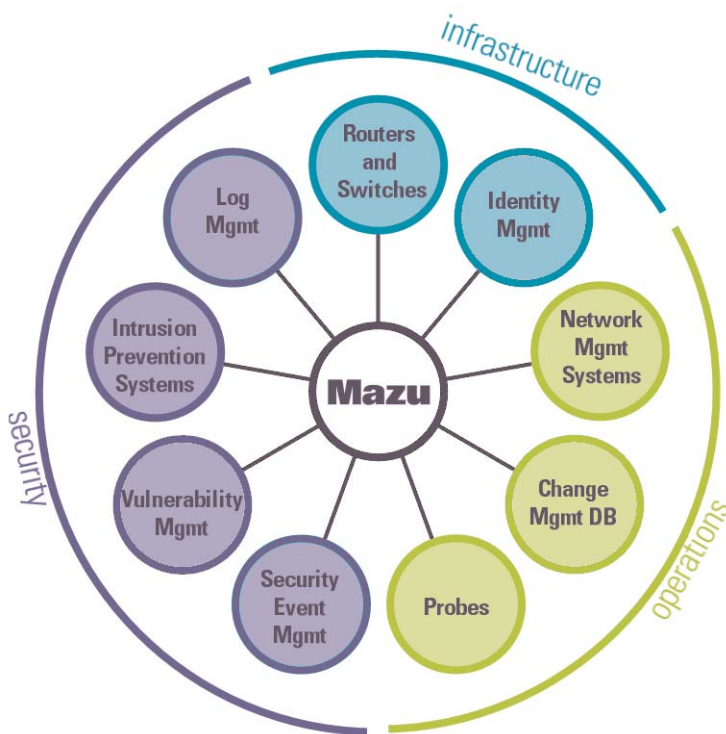 infrastructure
Routers
and
Switches
Identity
Mgmt
Network
Mgmt
Systems
Change
Mgmt DB
operations
Probes
Security
Event
Mgmt
Vulnerability
Mgmt
security
Intrusion
Prevention
Systems
Log
Mgmt
Mazu